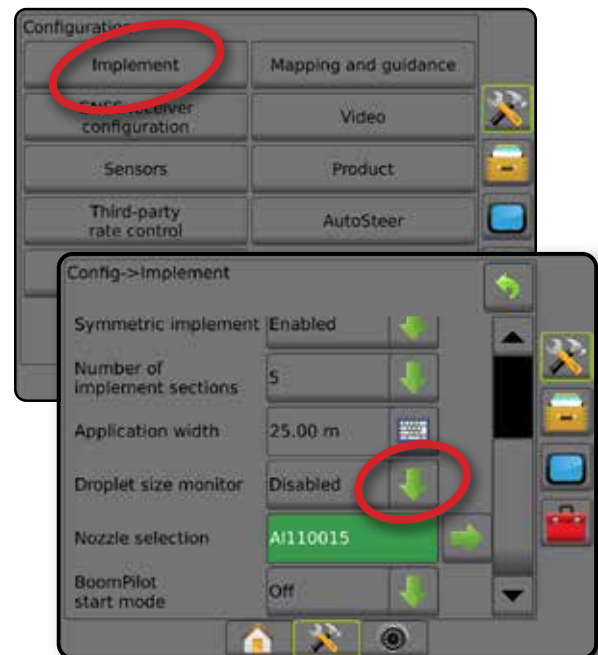 Configuration
Implement
Mapping and guidance
GNSS receiver
configuration
Video
Sensors
Product
Third-party
rate control
AutoSteer
Config->Implement
Symmetric implement Enabled
Number of
implement sections
5
Application width 25.00 m
Droplet size monitor Disabled
Nozzle selection AI110015
BoomPilot
start mode
Off